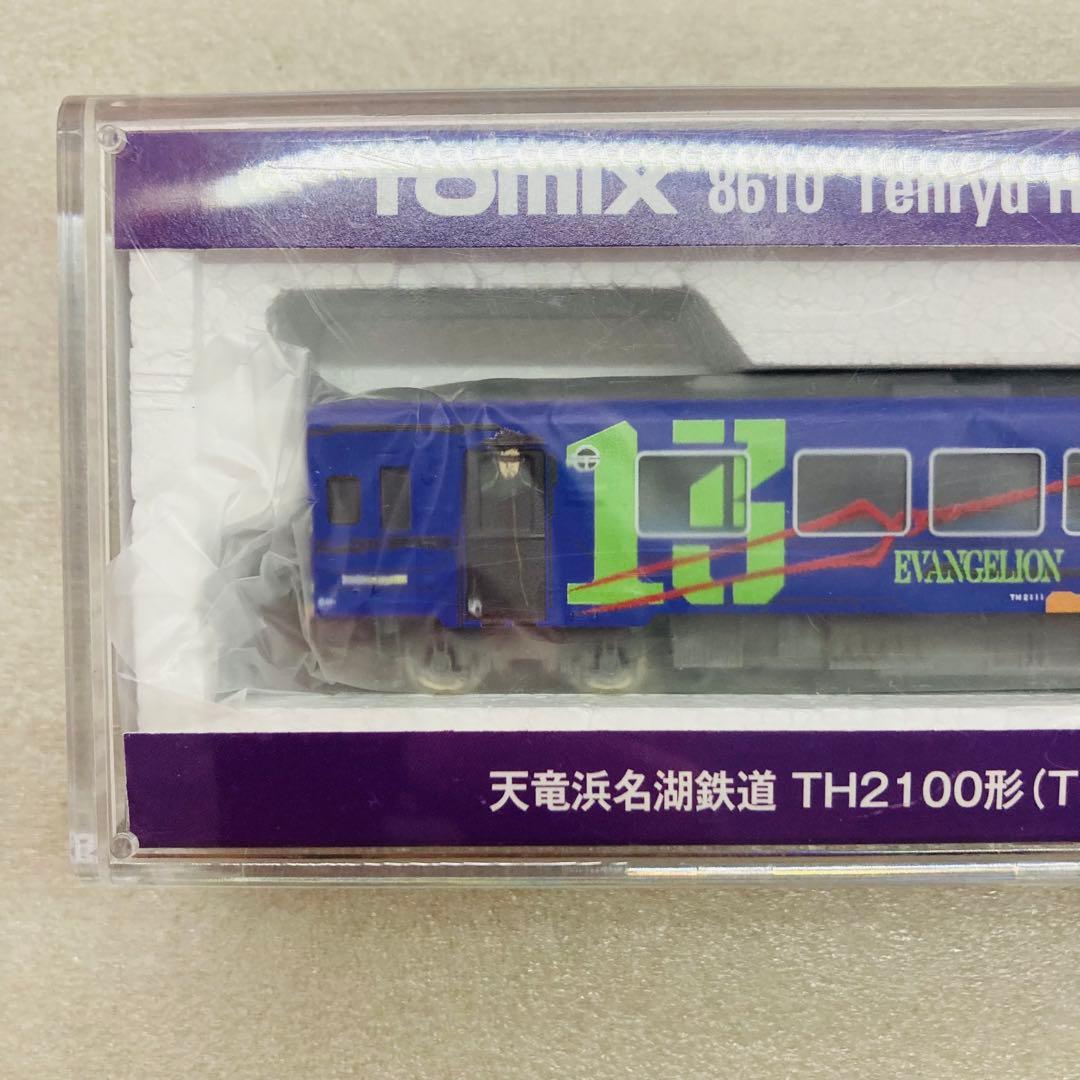 TOMIX 8610 Tenryu H
13
EVANGELION
TH2111
天竜浜名湖鉄道 TH2100形(T